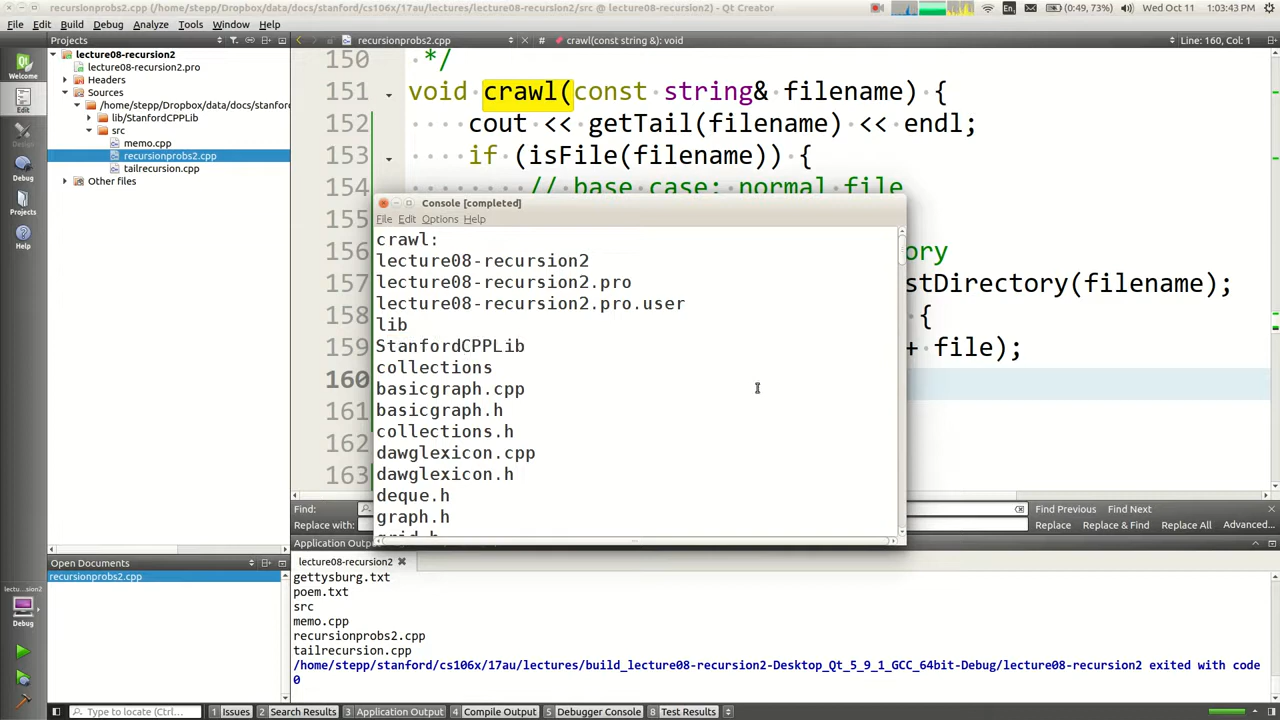 recursionprobs2.cpp (/home/stepp/Dropbox/data/docs/stanford/cs106x/17au/lectures/lecture08-recursion2/src @ lecture08-recursion2) - Qt Creator
En
(0:49, 73%)
Wed Oct 11
1:03:43 PM
File Edit Build Debug Analyze Tools Window Help
Projects
recursionprobs2.cpp
#
crawl(const string &): void
Line: 160, Col: 1
Welcome
Edit
Debug
Projects
Help
lecture08-recursion2
lecture08-recursion2.pro
Headers
Sources
/home/stepp/Dropbox/data/docs/stanfor
lib/StanfordCPPLib
src
memo.cpp
recursionprobs2.cpp
tailrecursion.cpp
Other files
150 */
151 void crawl(const string& filename) {
152 cout << getTail(filename) << endl;
153 if (isFile(filename)) {
154 // base case: normal file
155
156 ory
157 stDirectory(filename);
158 {
159 + file);
160
161
162
163
Console [completed]
File Edit Options Help
crawl:
lecture08-recursion2
lecture08-recursion2.pro
lecture08-recursion2.pro.user
lib
StanfordCPPLib
collections
basicgraph.cpp
basicgraph.h
collections.h
dawglexicon.cpp
dawglexicon.h
deque.h
graph.h
grid.h
Find:
Find Previous Find Next
Replace with:
Replace Replace & Find Replace All Advanced...
Application Output
lecture08-recursion2
gettysburg.txt
poem.txt
src
memo.cpp
recursionprobs2.cpp
tailrecursion.cpp
/home/stepp/stanford/cs106x/17au/lectures/build_lecture08-recursion2-Desktop_Qt_5_9_1_GCC_64bit-Debug/lecture08-recursion2 exited with code
0
Open Documents
recursionprobs2.cpp
lectu...sion2
Debug
Type to locate (Ctrl+...)
1 Issues 2 Search Results 3 Application Output 4 Compile Output 5 Debugger Console 8 Test Results